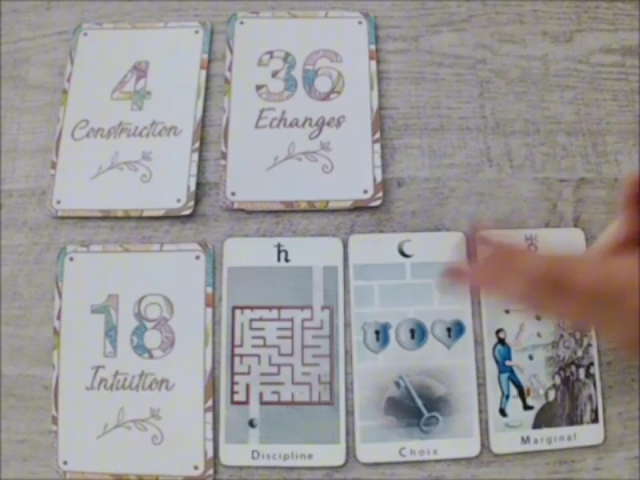 4
Construction
36
Echanges
18
Intuition
Discipline
Choix
Marginal